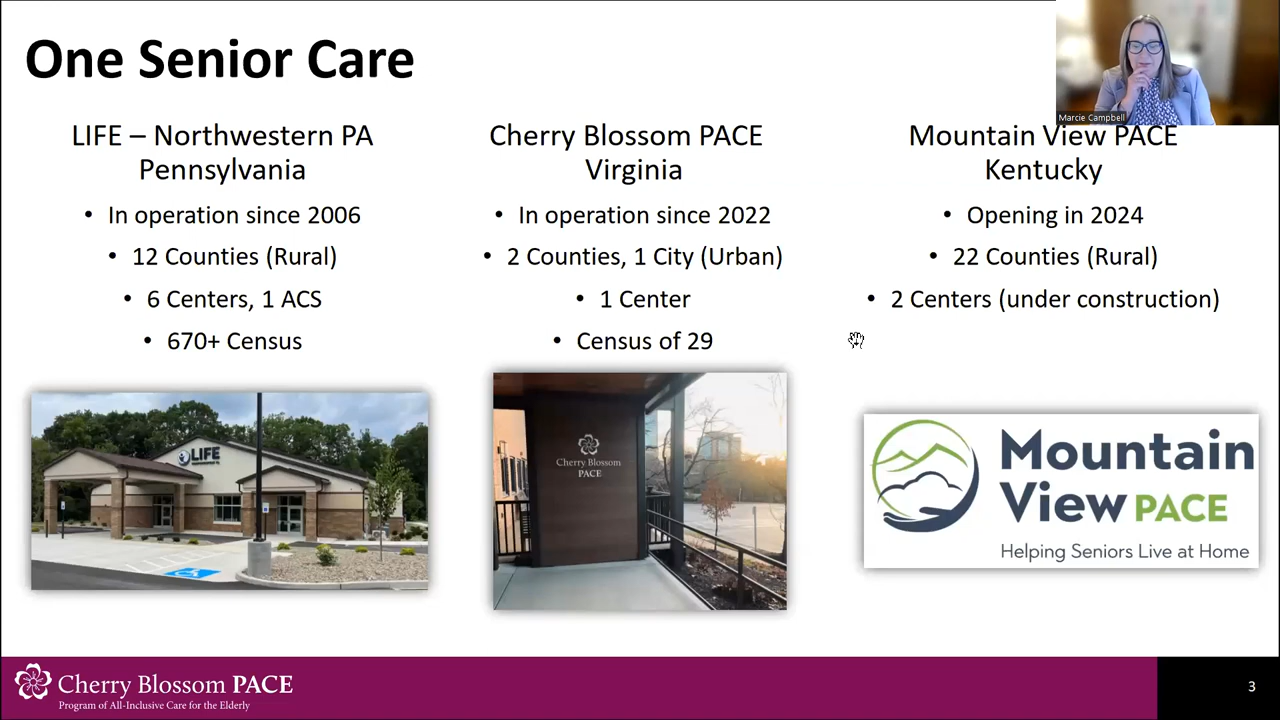 One Senior Care
Marcie Campbell
LIFE – Northwestern PA
Pennsylvania
• In operation since 2006
• 12 Counties (Rural)
• 6 Centers, 1 ACS
• 670+ Census
Cherry Blossom PACE
Virginia
• In operation since 2022
• 2 Counties, 1 City (Urban)
• 1 Center
• Census of 29
Mountain View PACE
Kentucky
• Opening in 2024
• 22 Counties (Rural)
• 2 Centers (under construction)
LIFE
Cherry Blossom
PACE
Mountain
View PACE
Helping Seniors Live at Home
Cherry Blossom PACE
Program of All-Inclusive Care for the Elderly
3